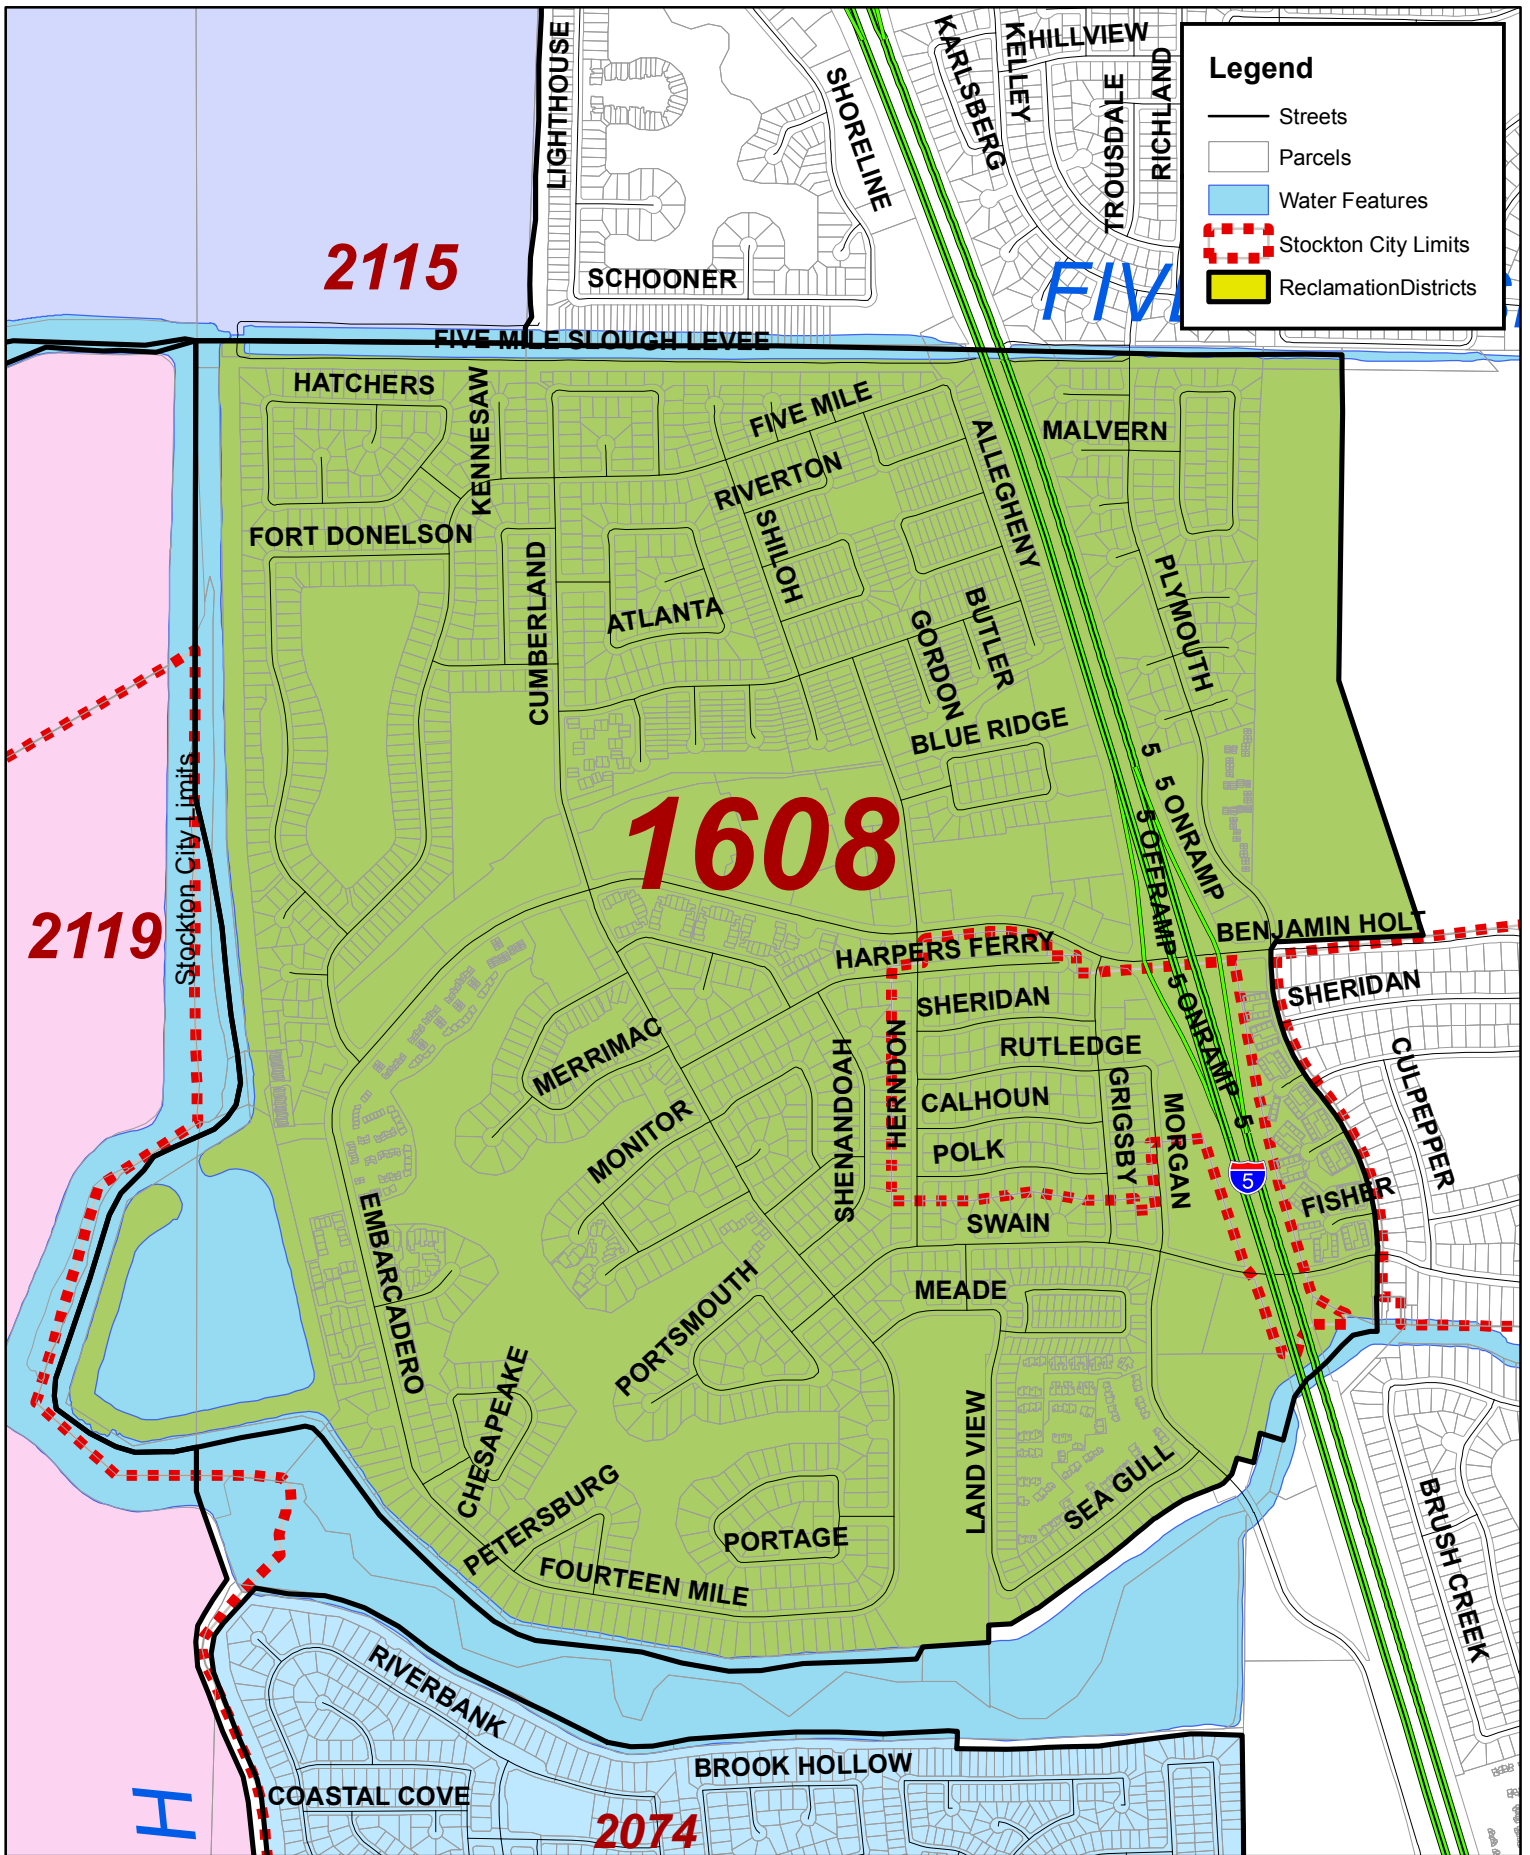 Legend
Streets
Parcels
Water Features
Stockton City Limits
ReclamationDistricts
LIGHTHOUSE
SHORELINE
KARLSBERG
KELLEY
HILLVIEW
TROUSDALE
RICHLAND
2115
SCHOONER
FIVE MILE SLOUGH LEVEE
HATCHERS
KENNESAW
FIVE MILE
RIVERTON
ALLEGHENY
MALVERN
FORT DONELSON
CUMBERLAND
SHILOH
ATLANTA
GORDON
BUTLER
PLYMOUTH
BLUE RIDGE
5
5 ONRAMP
5 OFFRAMP
1608
Stockton City Limits
2119
BENJAMIN HOLT
HARPERS FERRY
SHERIDAN
SHERIDAN
5 ONRAMP
RUTLEDGE
MERRIMAC
SHENANDOAH
HERNDON
CALHOUN
GRIGSBY
MORGAN
5
CULPEPPER
MONITOR
POLK
5
FISHER
SWAIN
EMBARCADERO
MEADE
PORTSMOUTH
CHESAPEAKE
LAND VIEW
SEA GULL
PETERSBURG
PORTAGE
FOURTEEN MILE
BRUSH CREEK
RIVERBANK
BROOK HOLLOW
COASTAL COVE
2074
H